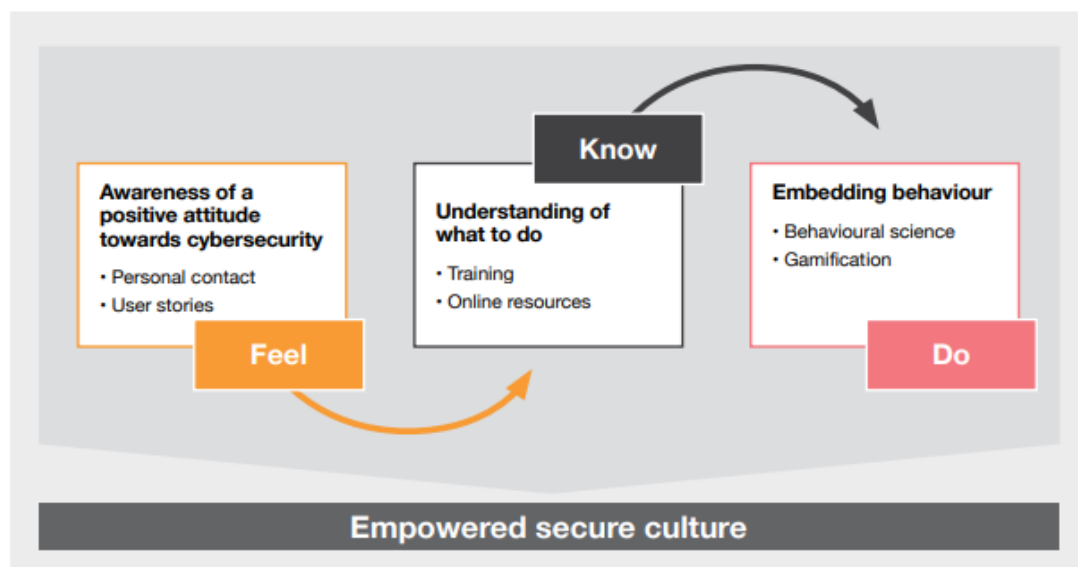 Awareness of a
positive attitude
towards cybersecurity
• Personal contact
• User stories
Feel
Know
Understanding of
what to do
• Training
• Online resources
Embedding behaviour
• Behavioural science
• Gamification
Do
Empowered secure culture